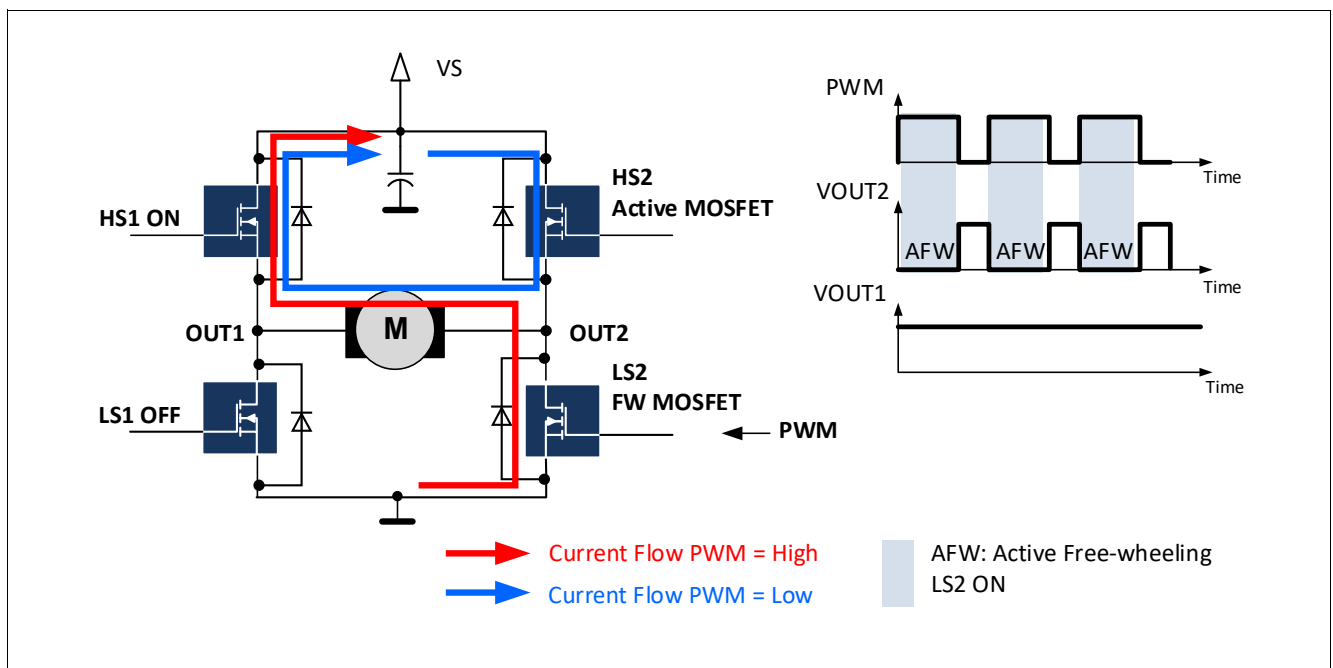 VS
HS1 ON
HS2
Active MOSFET
OUT1
M
OUT2
LS1 OFF
LS2
FW MOSFET
PWM
PWM
Time
VOUT2
AFW
AFW
AFW
Time
VOUT1
Time
Current Flow PWM = High
Current Flow PWM = Low
AFW: Active Free-wheeling
LS2 ON